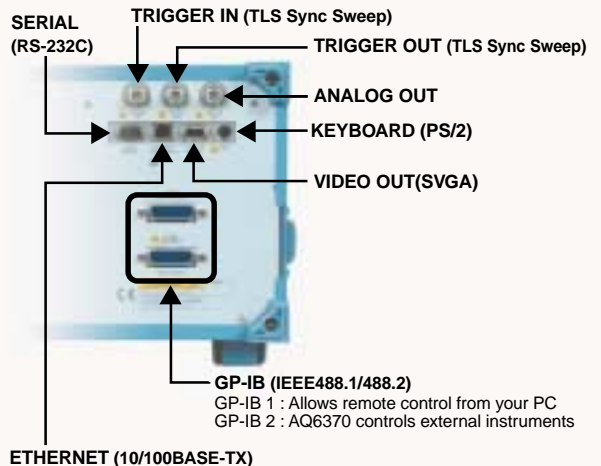 TRIGGER IN (TLS Sync Sweep)
SERIAL
(RS-232C)
TRIGGER OUT (TLS Sync Sweep)
ANALOG OUT
KEYBOARD (PS/2)
VIDEO OUT(SVGA)
GP-IB (IEEE488.1/488.2)
GP-IB 1 : Allows remote control from your PC
GP-IB 2 : AQ6370 controls external instruments
ETHERNET (10/100BASE-TX)